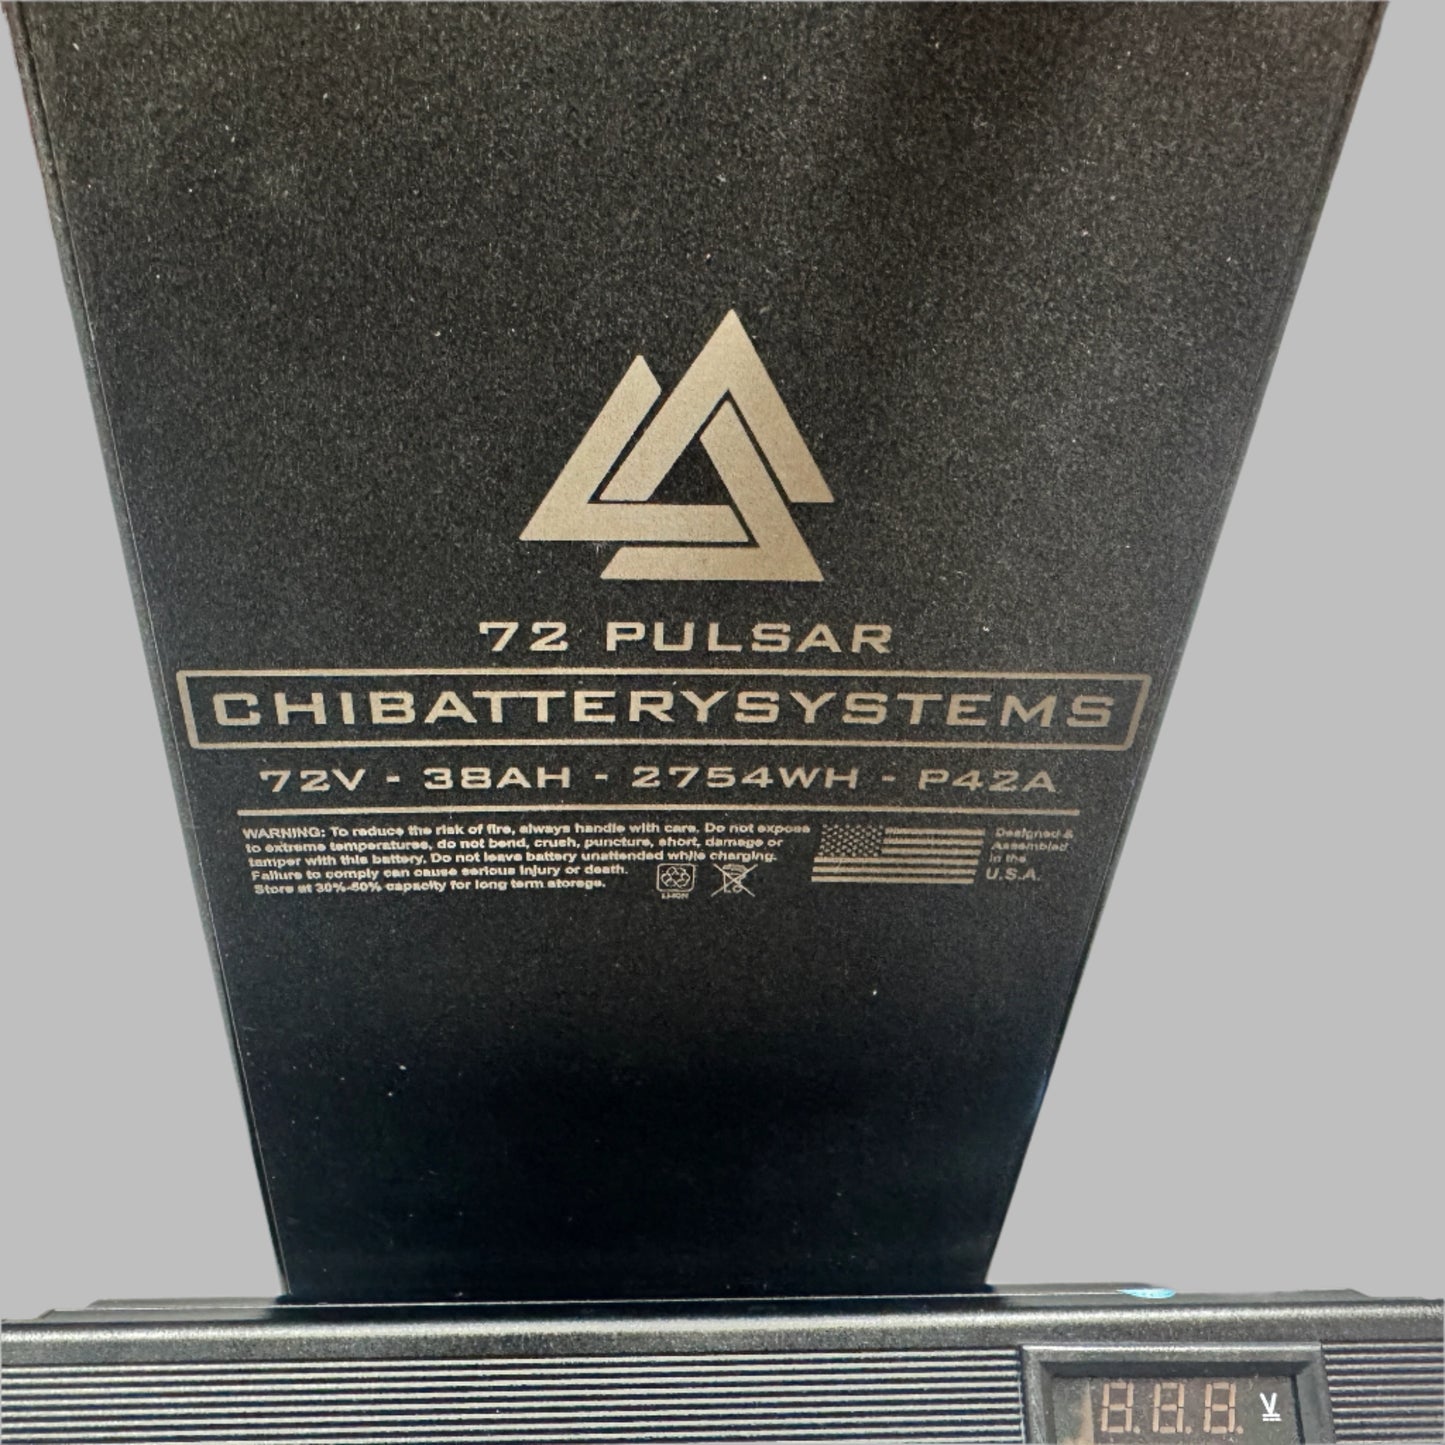 72 PULSAR
CHIBATTERYSYSTEMS
72V - 38AH - 2754WH - P42A
WARNING: To reduce the risk of fire, always handle with care. Do not expose
to extreme temperatures, do not bend, crush, puncture, short, damage or
tamper with this battery. Do not leave battery unattended while charging.
Failure to comply can cause serious injury or death.
Store at 30%-60% capacity for long term storage.
LI-ION
Designed &
Assembled
in the
U.S.A.
8.8.8. V